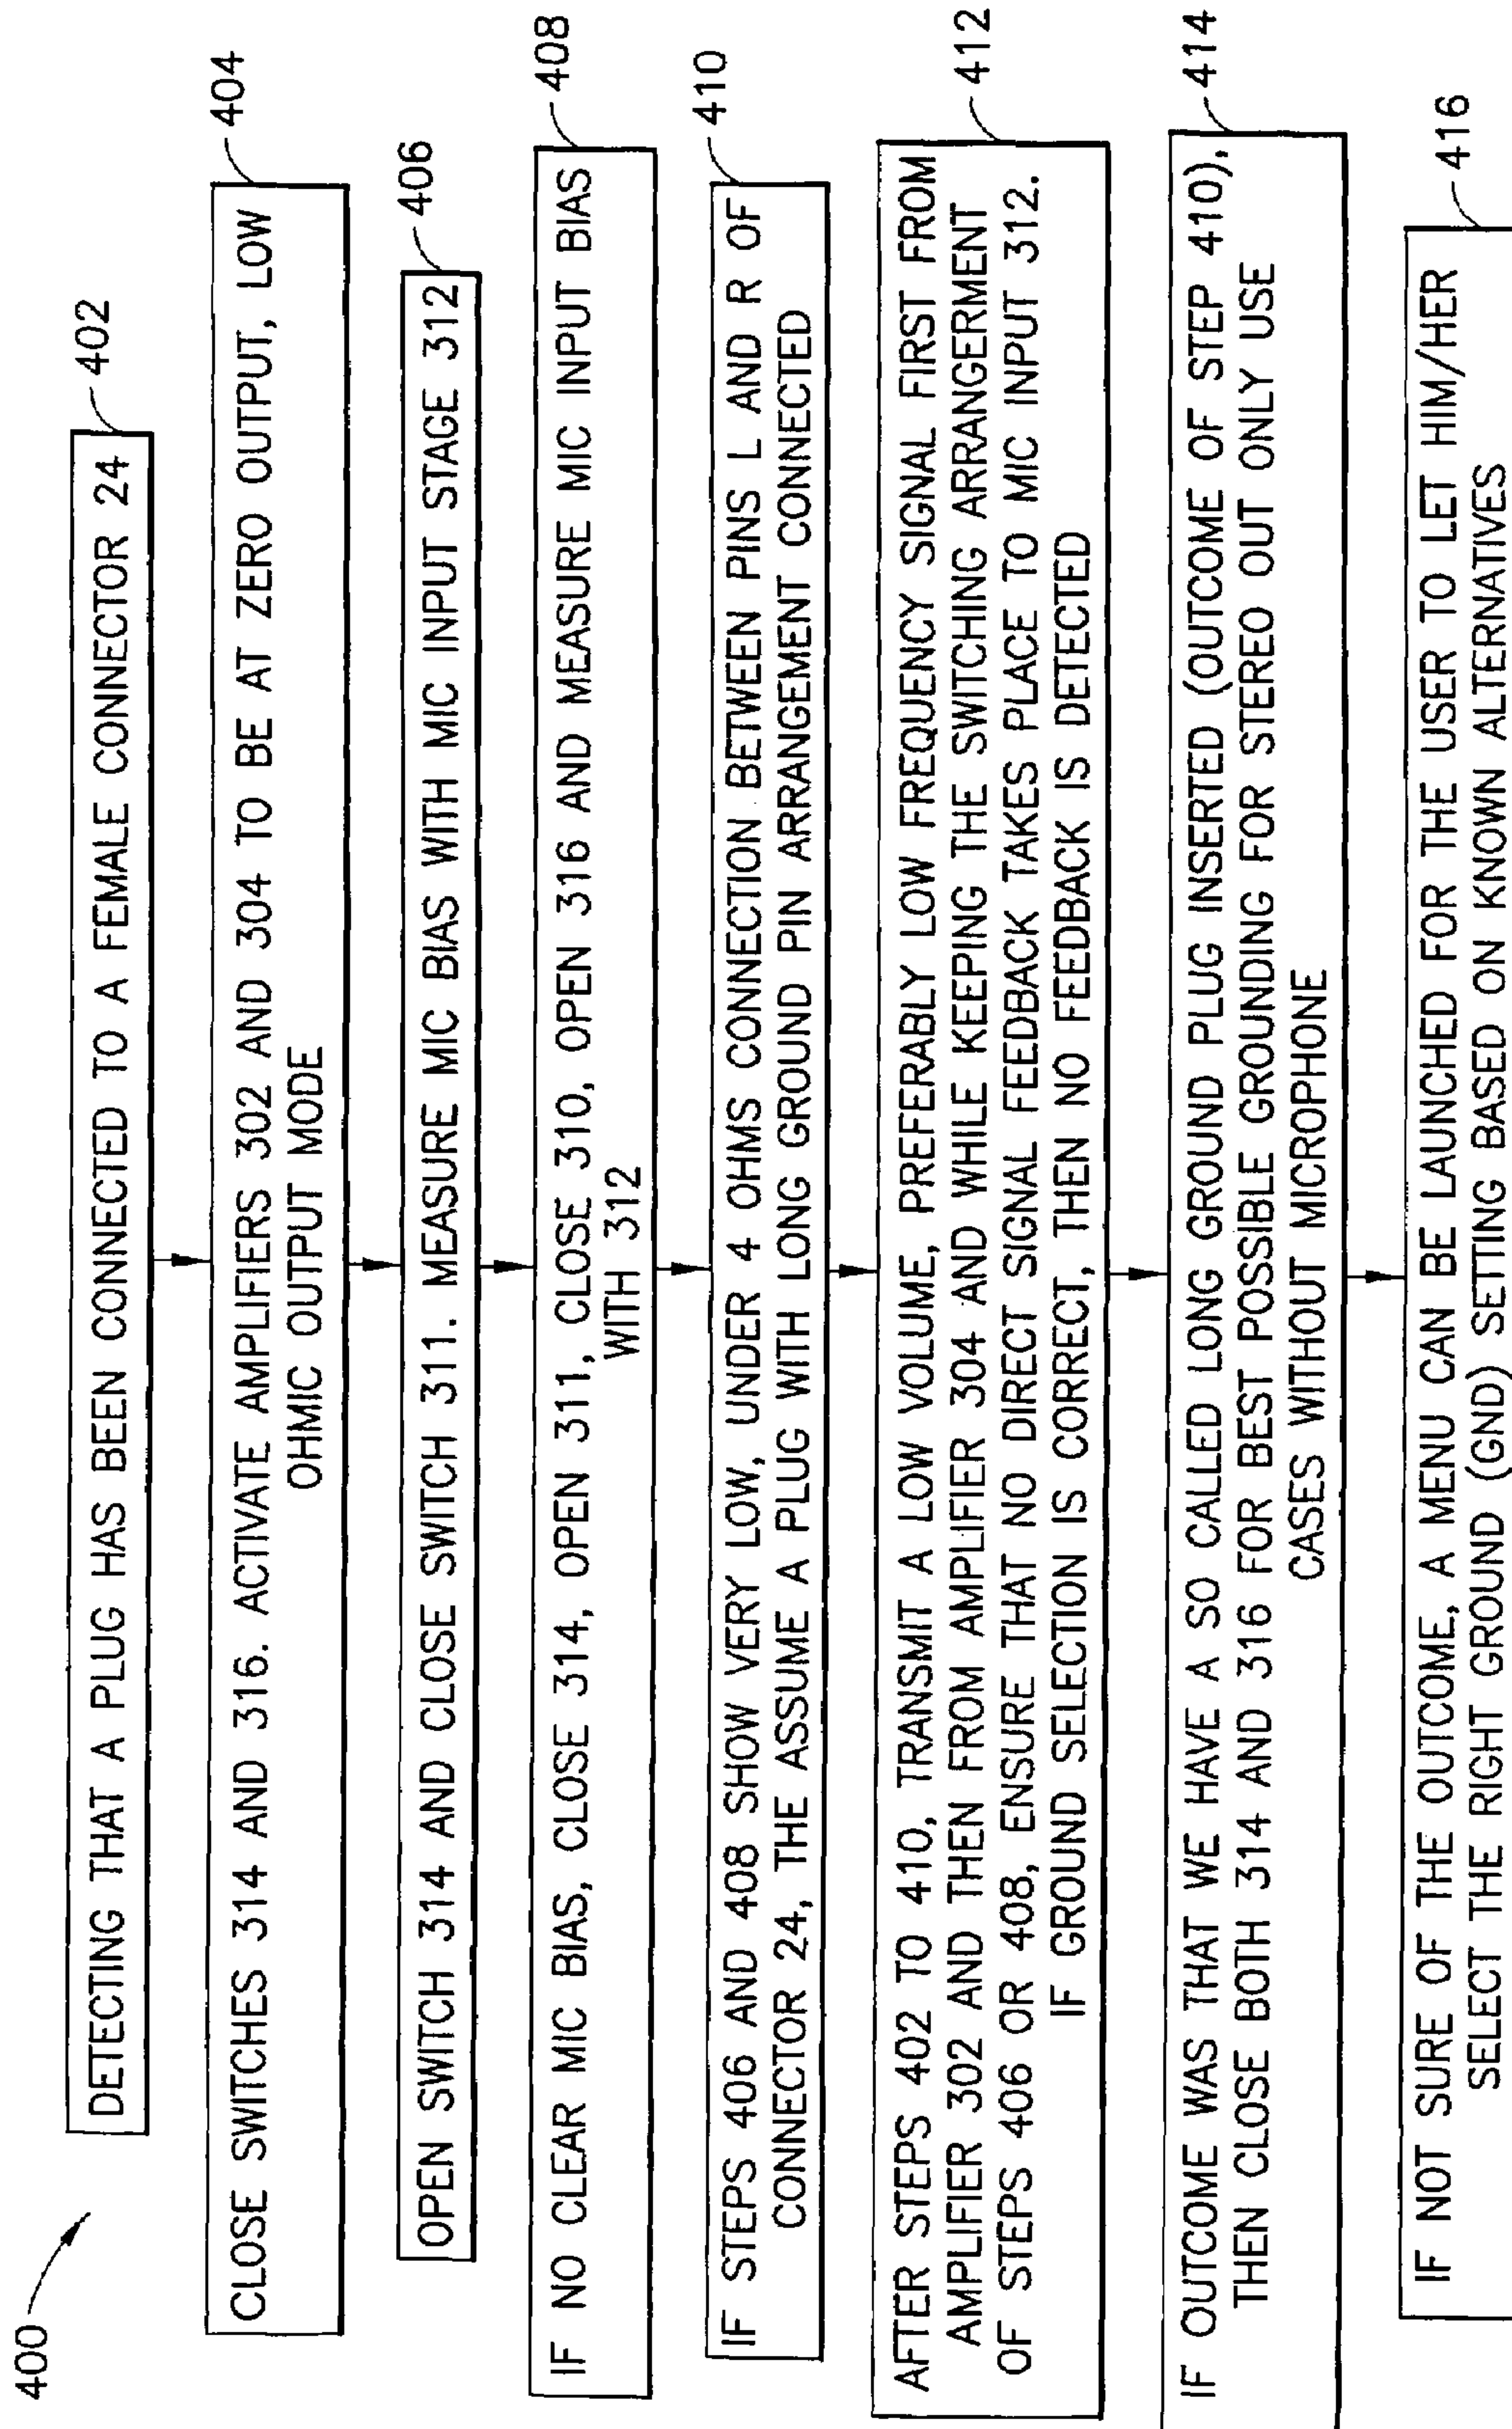 400
DETECTING THAT A PLUG HAS BEEN CONNECTED TO A FEMALE CONNECTOR 24
402
CLOSE SWITCHES 314 AND 316. ACTIVATE AMPLIFIERS 302 AND 304 TO BE AT ZERO OUTPUT, LOW
OHMIC OUTPUT MODE
404
OPEN SWITCH 314 AND CLOSE SWITCH 311. MEASURE MIC BIAS WITH MIC INPUT STAGE 312
406
IF NO CLEAR MIC BIAS, CLOSE 314, OPEN 311, CLOSE 310, OPEN 316 AND MEASURE MIC INPUT BIAS
WITH 312
408
IF STEPS 406 AND 408 SHOW VERY LOW, UNDER 4 OHMS CONNECTION BETWEEN PINS L AND R OF
CONNECTOR 24, THE ASSUME A PLUG WITH LONG GROUND PIN ARRANGEMENT CONNECTED
410
AFTER STEPS 402 TO 410, TRANSMIT A LOW VOLUME, PREFERABLY LOW FREQUENCY SIGNAL FIRST FROM
AMPLIFIER 302 AND THEN FROM AMPLIFIER 304 AND WHILE KEEPING THE SWITCHING ARRANGERMENT
OF STEPS 406 OR 408, ENSURE THAT NO DIRECT SIGNAL FEEDBACK TAKES PLACE TO MIC INPUT 312.
IF GROUND SELECTION IS CORRECT, THEN NO FEEDBACK IS DETECTED
412
IF OUTCOME WAS THAT WE HAVE A SO CALLED LONG GROUND PLUG INSERTED (OUTCOME OF STEP 410),
THEN CLOSE BOTH 314 AND 316 FOR BEST POSSIBLE GROUNDING FOR STEREO OUT ONLY USE
CASES WITHOUT MICROPHONE
414
IF NOT SURE OF THE OUTCOME, A MENU CAN BE LAUNCHED FOR THE USER TO LET HIM/HER
SELECT THE RIGHT GROUND (GND) SETTING BASED ON KNOWN ALTERNATIVES
416